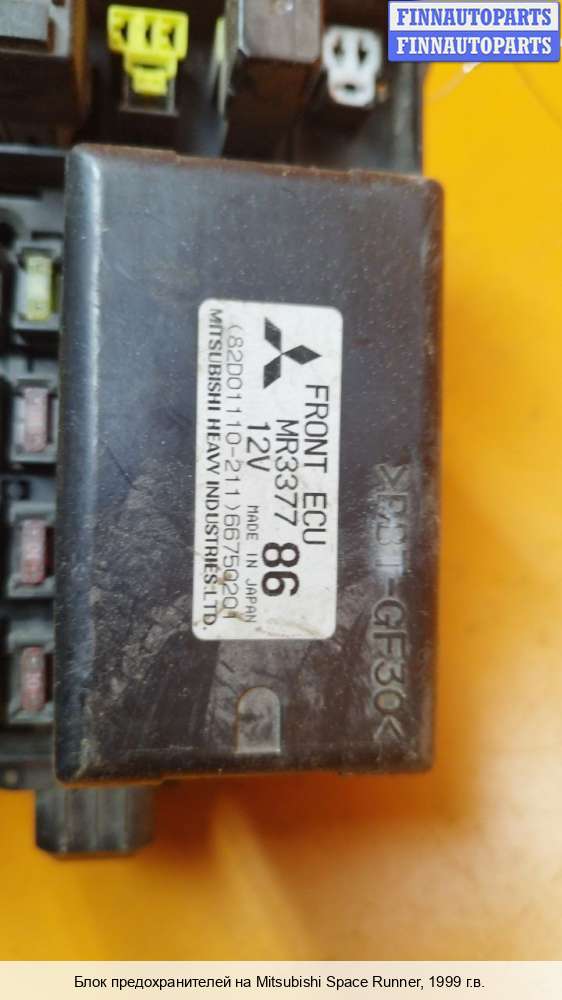 FINNAUTOPARTS
FINNAUTOPARTS
FRONT ECU
MR3377 86
12V MADE IN JAPAN
(82D01110-211)6675Q201
MITSUBISHI HEAVY INDUSTRIES.LTD.
>PBT-GF30<
Блок предохранителей на Mitsubishi Space Runner, 1999 г.в.